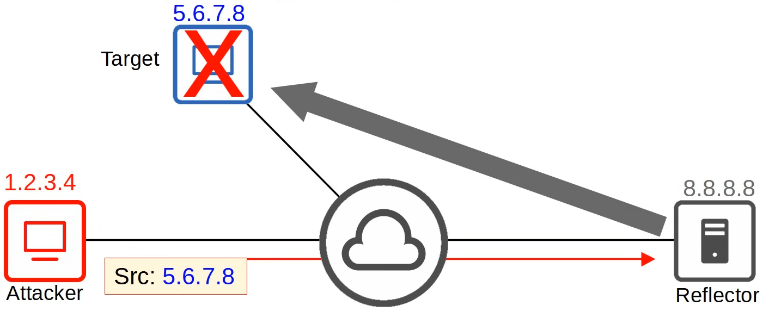 5.6.7.8
Target
1.2.3.4
8.8.8.8
Src: 5.6.7.8
Attacker
Reflector